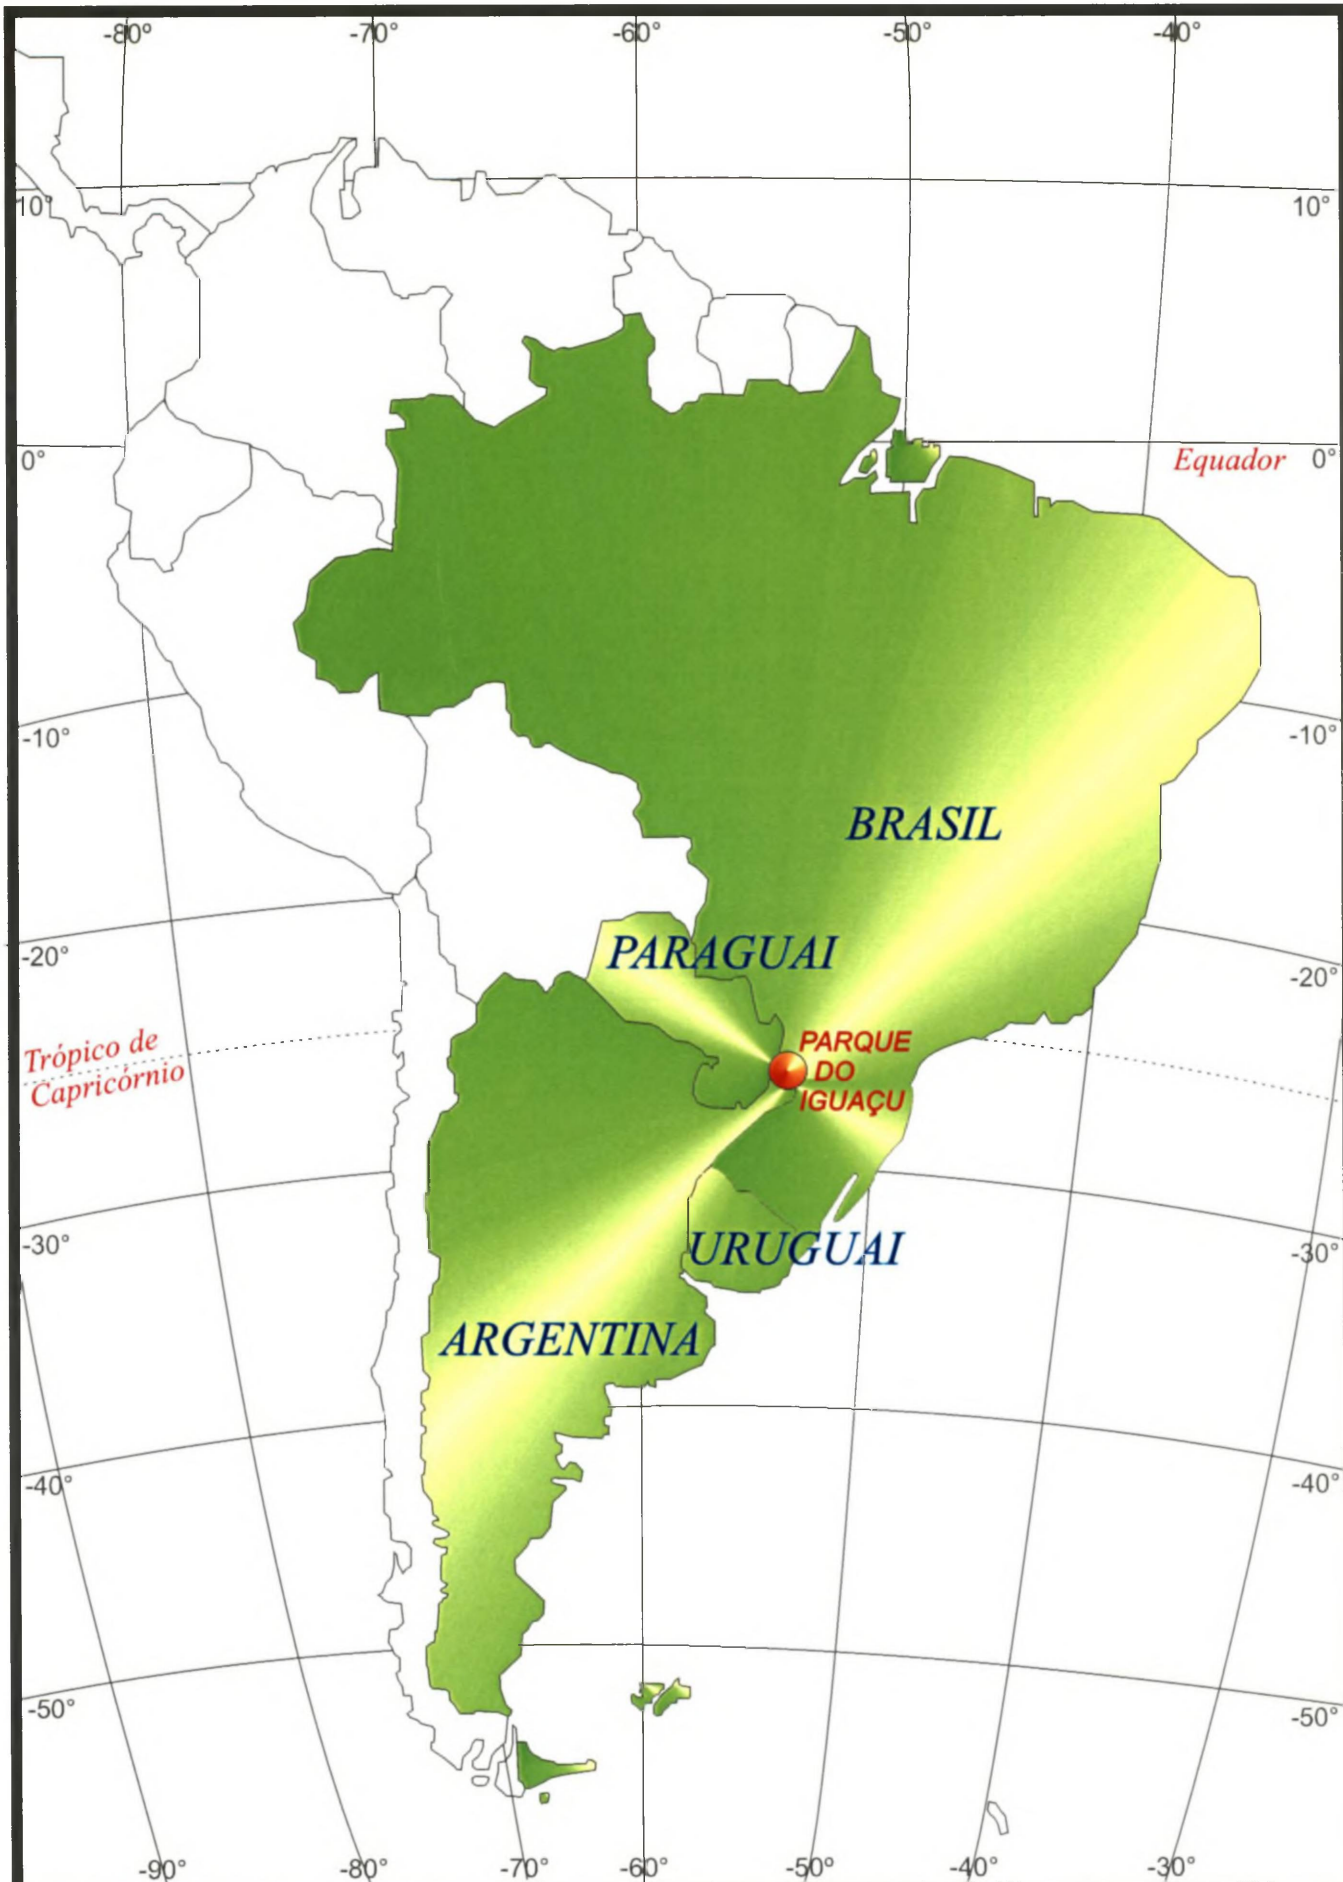 -80° -70° -60° -50° -40°
10° 10°
0° Equador 0°
-10° -10°
BRASIL
-20° PARAGUAI -20°
Trópico de
Capricórnio
PARQUE
DO
IGUAÇU
-30° URUGUAI -30°
ARGENTINA
-40° -40°
-50° -50°
-90° -80° -70° -60° -50° -40° -30°